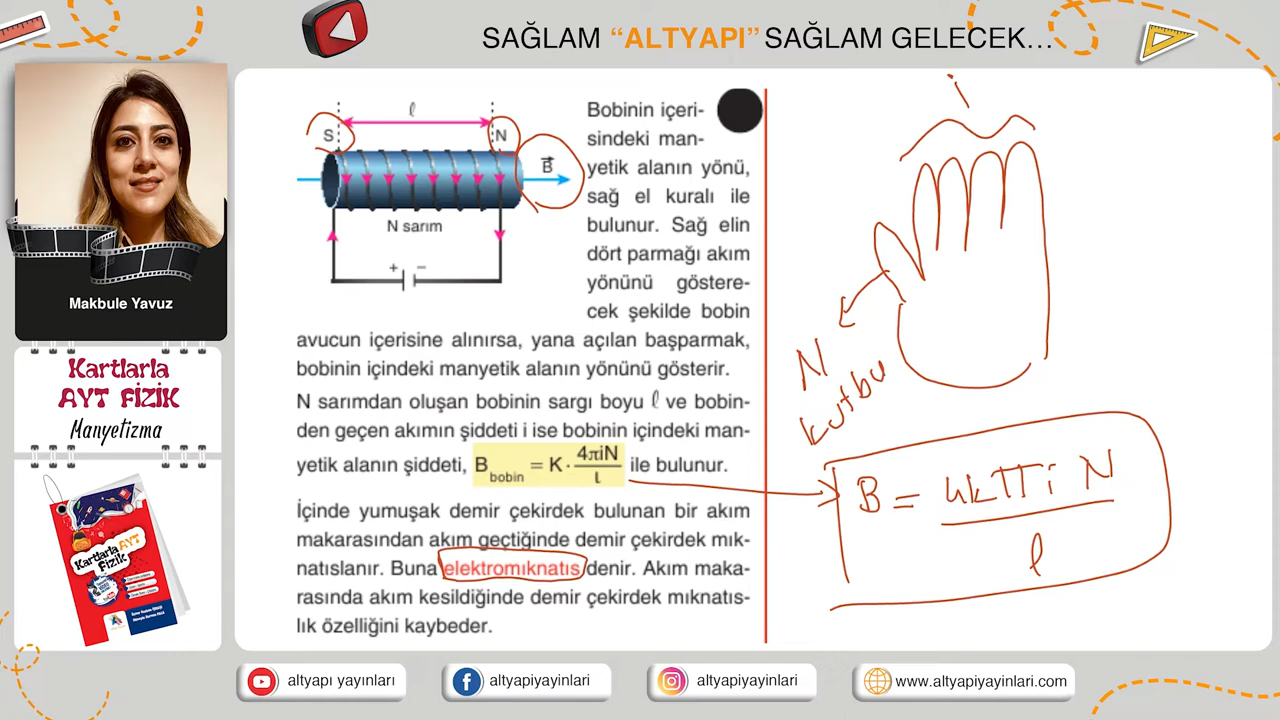 SAĞLAM “ALTYAPI” SAĞLAM GELECEK...
Makbule Yavuz
Kartlarla
AYT FİZİK
Manyetizma
Kartlarla AYT
Fizik
ℓ
S
N
B
N sarım
+ −
Bobinin içeri-
sindeki man-
yetik alanın yönü,
sağ el kuralı ile
bulunur. Sağ elin
dört parmağı akım
yönünü göstere-
cek şekilde bobin
avucun içerisine alınırsa, yana açılan başparmak,
bobinin içindeki manyetik alanın yönünü gösterir.
N sarımdan oluşan bobinin sargı boyu ℓ ve bobin-
den geçen akımın şiddeti i ise bobinin içindeki man-
yetik alanın şiddeti, B bobin = K · 4πiN / ℓ ile bulunur.
İçinde yumuşak demir çekirdek bulunan bir akım
makarasından akım geçtiğinde demir çekirdek mık-
natıslanır. Buna elektromıknatıs denir. Akım maka-
rasında akım kesildiğinde demir çekirdek mıknatıs-
lık özelliğini kaybeder.
i
N
kutbu
B = 4kπi N / ℓ
altyapı yayınları
altyapiyayinlari
altyapiyayinlari
www.altyapiyayinlari.com